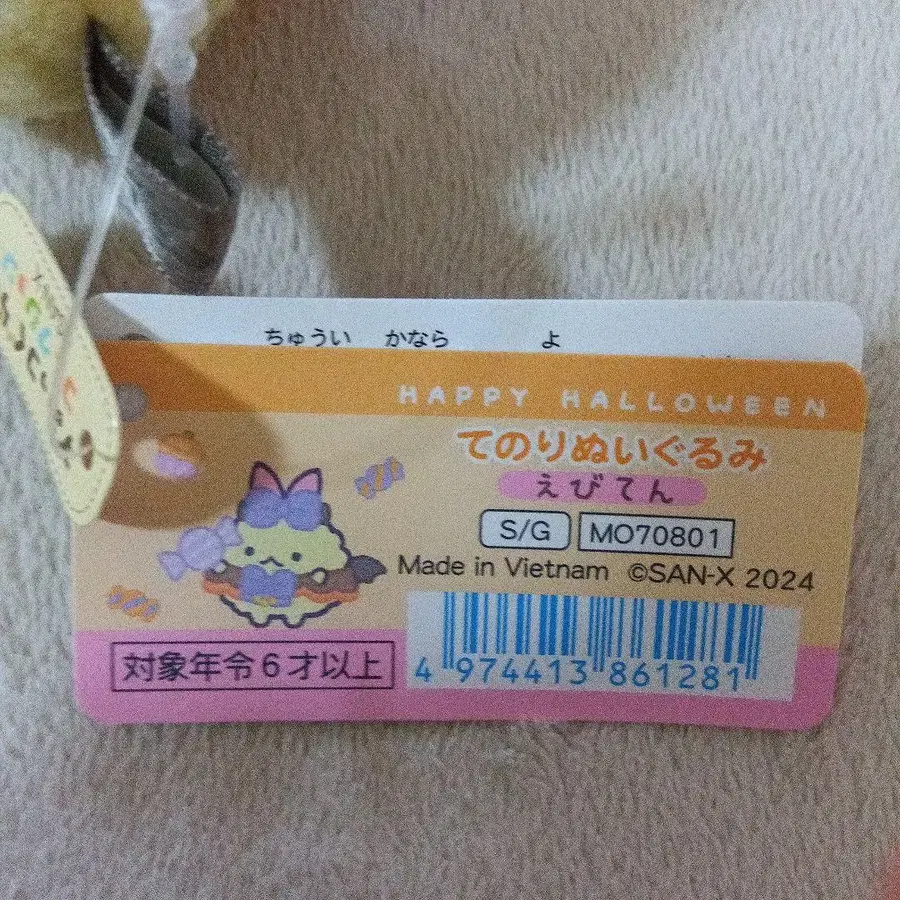 ちゅうい かなら よ
HAPPY HALLOWEEN
てのりぬいぐるみ
えびてん
S/G MO70801
Made in Vietnam ©SAN-X 2024
対象年令6才以上
4 974413 861281